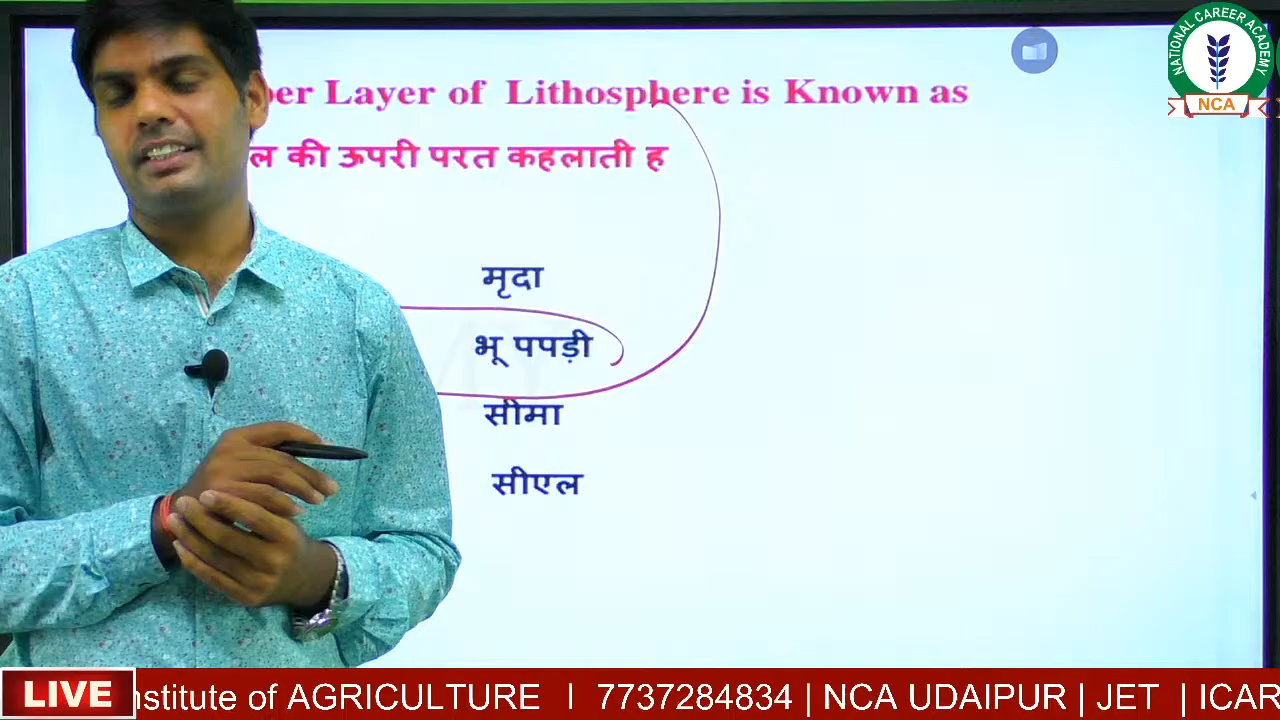 per Layer of Lithosphere is Known as
ल की ऊपरी परत कहलाती ह
मृदा
भू पपड़ी
सीमा
सीएल
NATIONAL CAREER ACADEMY
NCA
LIVE
nstitute of AGRICULTURE | 7737284834 | NCA UDAIPUR | JET | ICAR